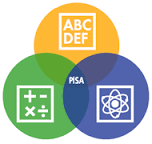 ABC
DEF
PISA
+ −
× ÷